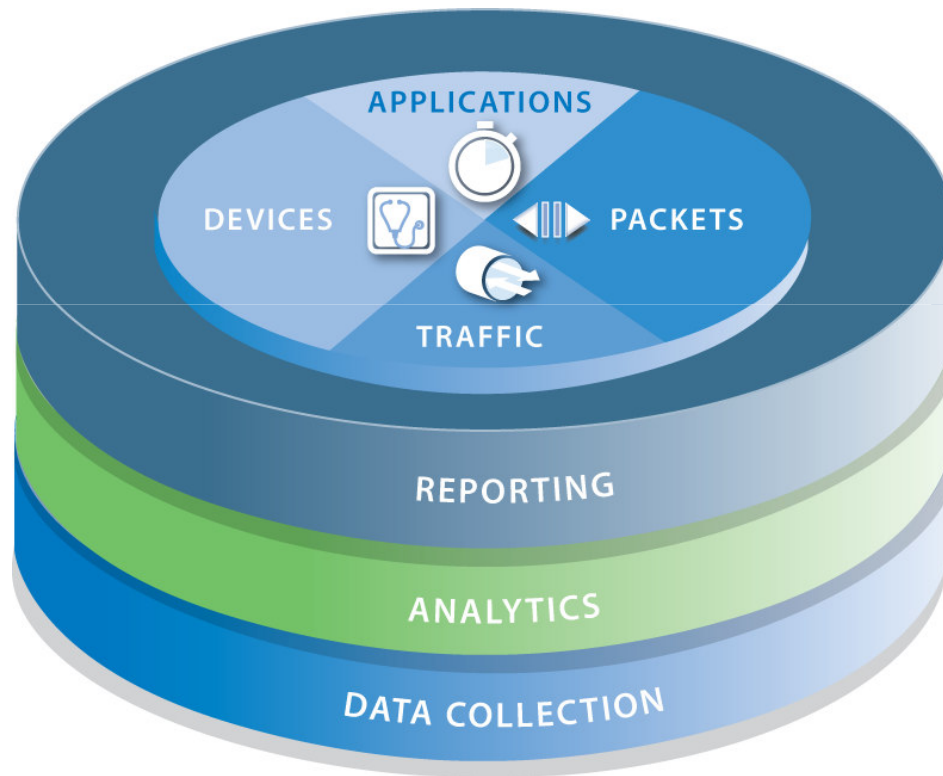 APPLICATIONS
DEVICES
PACKETS
TRAFFIC
REPORTING
ANALYTICS
DATA COLLECTION